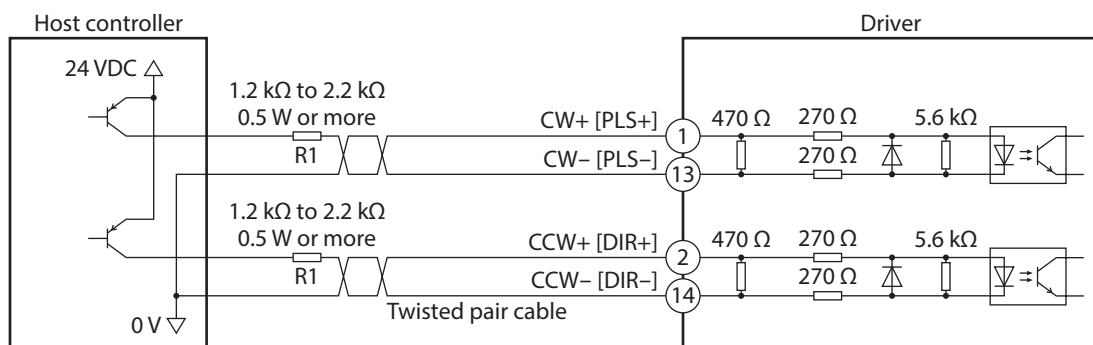 Host controller
Driver
24 VDC
1.2 kΩ to 2.2 kΩ
0.5 W or more
R1
CW+ [PLS+]
CW– [PLS–]
1
13
470 Ω
270 Ω
5.6 kΩ
270 Ω
1.2 kΩ to 2.2 kΩ
0.5 W or more
R1
CCW+ [DIR+]
CCW– [DIR–]
2
14
470 Ω
270 Ω
5.6 kΩ
270 Ω
Twisted pair cable
0 V